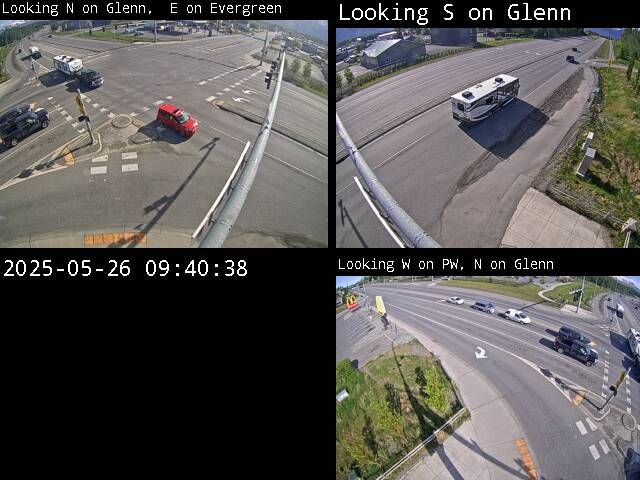 Looking N on Glenn,  E on Evergreen
Looking S on Glenn
2025-05-26 09:40:38
Looking W on PW, N on Glenn